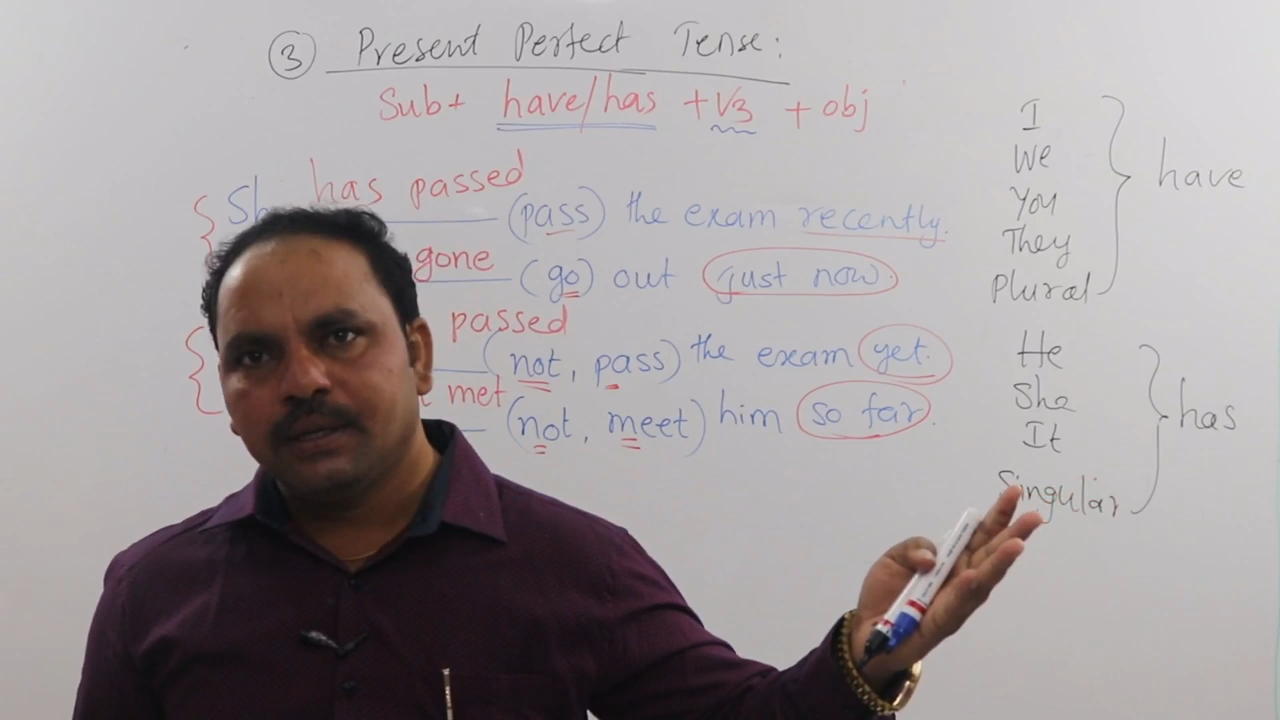 ③ Present Perfect Tense:
Sub+ have/has +V3 + obj
has passed
(pass) the exam recently.
gone
(go) out just now.
passed
(not, pass) the exam yet.
met
(not, meet) him so far.
I
We
You
They
Plural
have
He
She
It
Singular
has